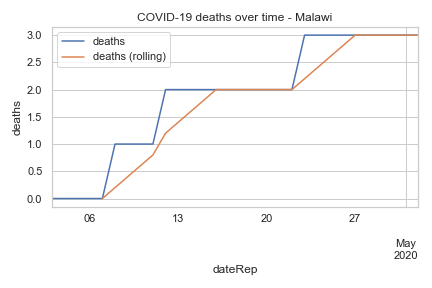 COVID-19 deaths over time - Malawi
deaths
deaths (rolling)
3.0
2.5
2.0
1.5
1.0
0.5
0.0
deaths
06
13
20
27
May
2020
dateRep